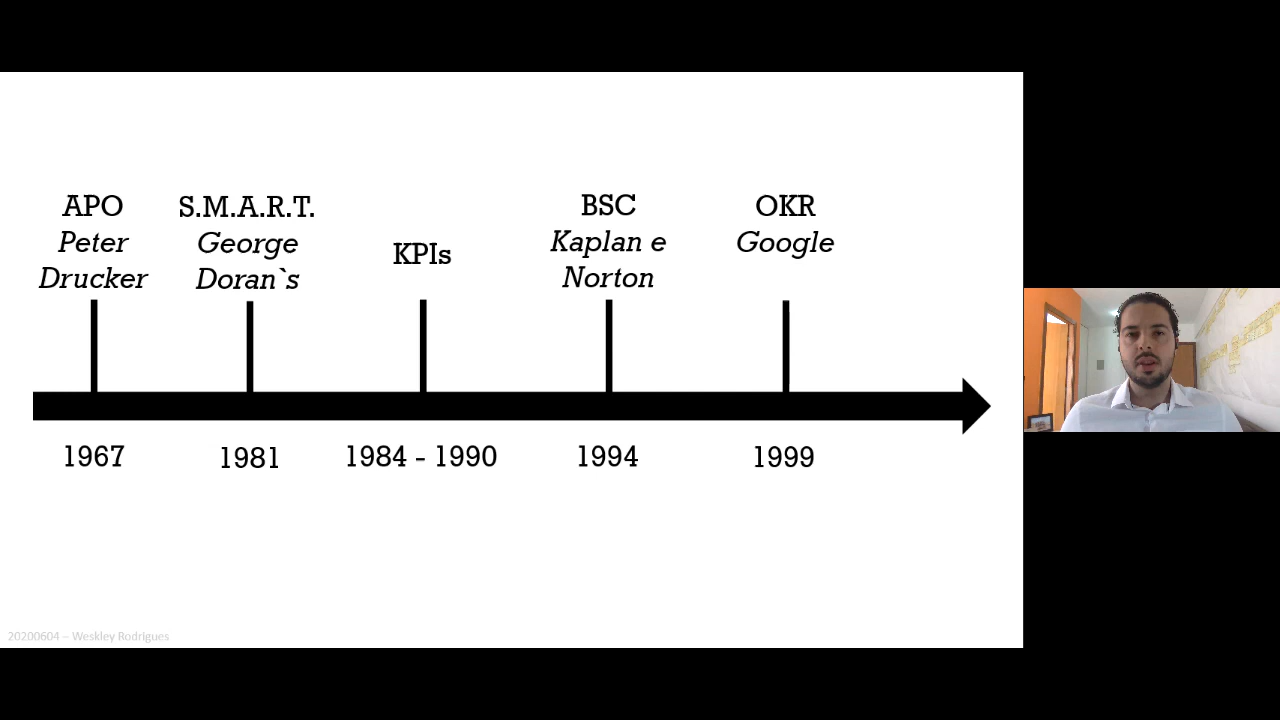 APO
Peter
Drucker
S.M.A.R.T.
George
Doran`s
KPIs
BSC
Kaplan e
Norton
OKR
Google
1967
1981
1984 - 1990
1994
1999
20200604 – Weskley Rodrigues